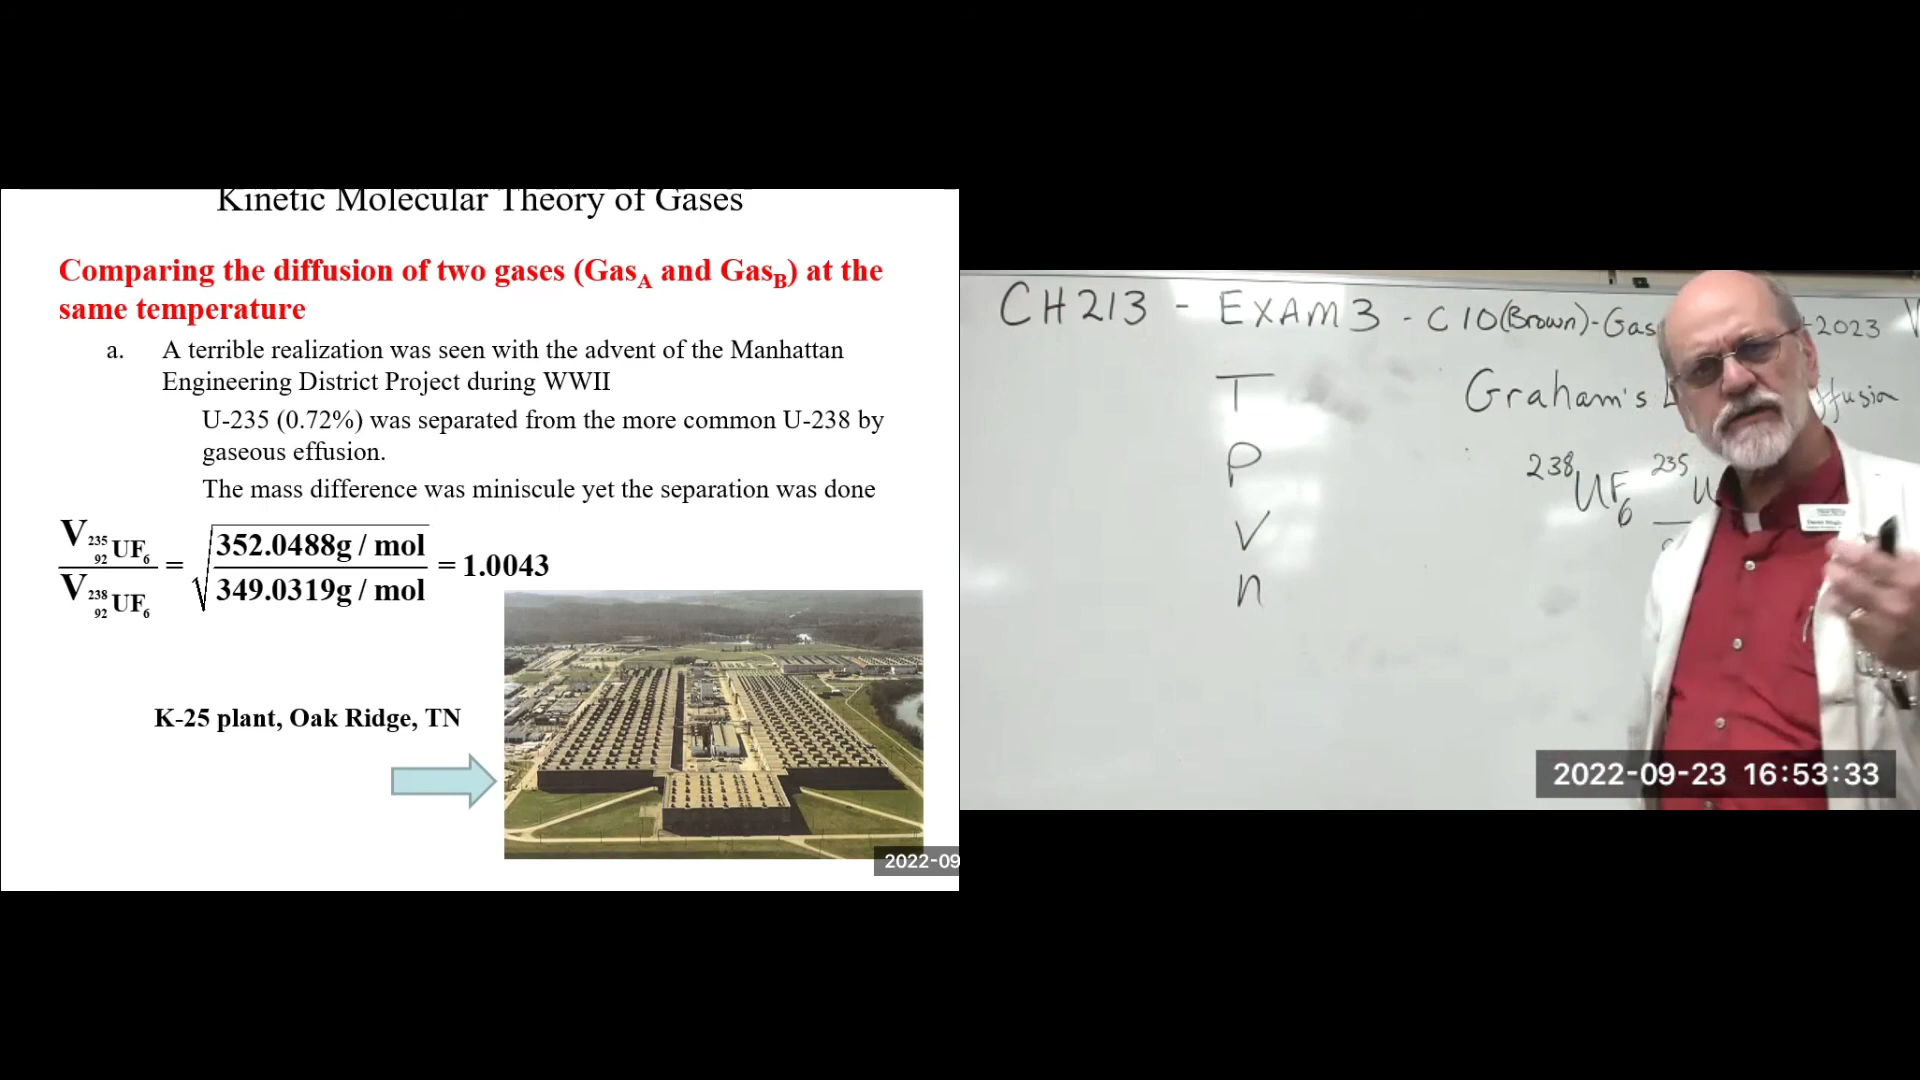 Kinetic Molecular Theory of Gases
Comparing the diffusion of two gases (GasA and GasB) at the
same temperature
a. A terrible realization was seen with the advent of the Manhattan
Engineering District Project during WWII
U-235 (0.72%) was separated from the more common U-238 by
gaseous effusion.
The mass difference was miniscule yet the separation was done
V 235 92 UF6 / V 238 92 UF6 = √ 352.0488g / mol / 349.0319g / mol = 1.0043
K-25 plant, Oak Ridge, TN
2022-09
CH213 - EXAM 3 - C10(Brown)-Gas 2023
T
P
V
n
Graham's
238UF6 235U
2022-09-23 16:53:33